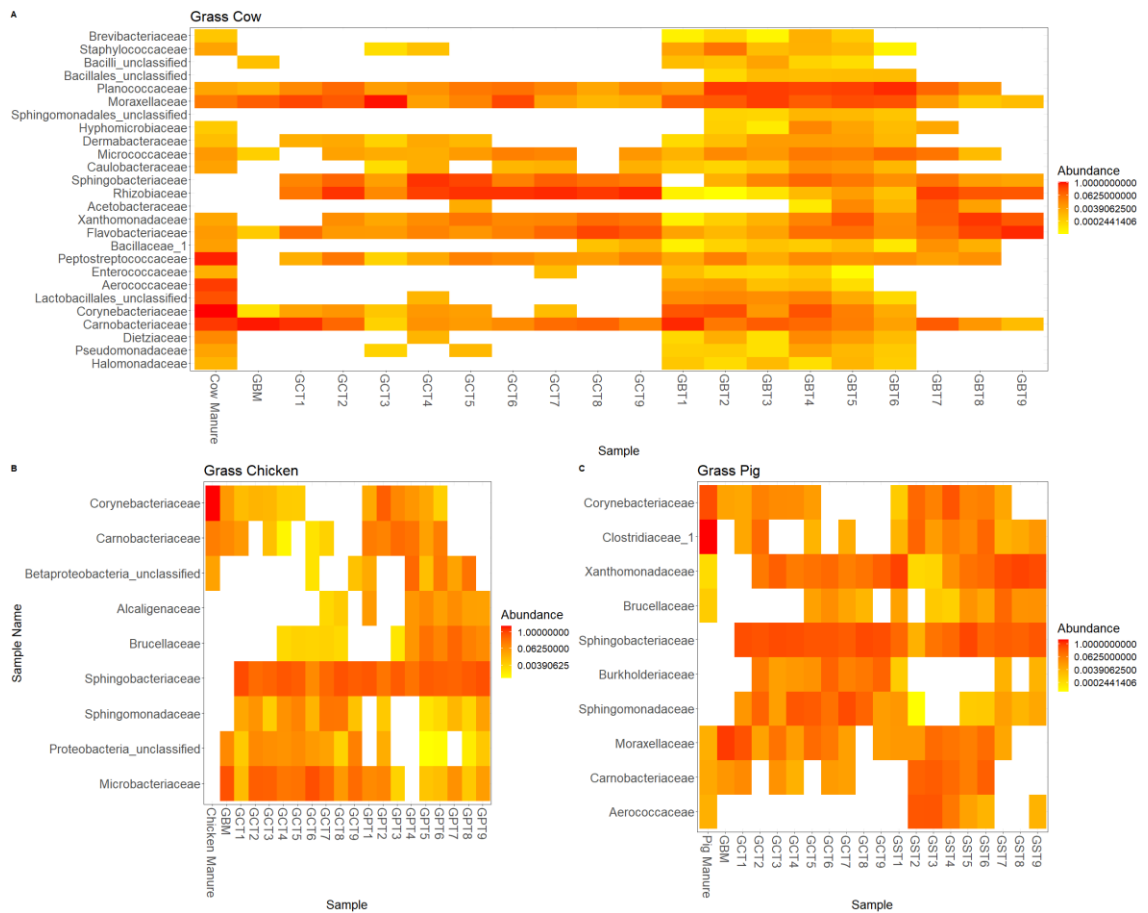 A
Grass Cow
Brevibacteriaceae
Staphylococcaceae
Bacilli_unclassified
Bacillales_unclassified
Planococcaceae
Moraxellaceae
Sphingomonadales_unclassified
Hyphomicrobiaceae
Dermabacteraceae
Micrococcaceae
Caulobacteraceae
Sphingobacteriaceae
Rhizobiaceae
Acetobacteraceae
Xanthomonadaceae
Flavobacteriaceae
Bacillaceae_1
Peptostreptococcaceae
Enterococcaceae
Aerococcaceae
Lactobacillales_unclassified
Corynebacteriaceae
Carnobacteriaceae
Dietziaceae
Pseudomonadaceae
Halomonadaceae
Abundance
1.0000000000
0.0625000000
0.0039062500
0.0002441406
Cow Manure
GBM
GCT1
GCT2
GCT3
GCT4
GCT5
GCT6
GCT7
GCT8
GCT9
GBT1
GBT2
GBT3
GBT4
GBT5
GBT6
GBT7
GBT8
GBT9
Sample
B
Grass Chicken
Sample Name
Corynebacteriaceae
Carnobacteriaceae
Betaproteobacteria_unclassified
Alcaligenaceae
Brucellaceae
Sphingobacteriaceae
Sphingomonadaceae
Proteobacteria_unclassified
Microbacteriaceae
Abundance
1.00000000
0.06250000
0.00390625
Chicken Manure
GBM
GCT1
GCT2
GCT3
GCT4
GCT5
GCT6
GCT7
GCT8
GCT9
GPT1
GPT2
GPT3
GPT4
GPT5
GPT6
GPT7
GPT8
GPT9
Sample
C
Grass Pig
Corynebacteriaceae
Clostridiaceae_1
Xanthomonadaceae
Brucellaceae
Sphingobacteriaceae
Burkholderiaceae
Sphingomonadaceae
Moraxellaceae
Carnobacteriaceae
Aerococcaceae
Abundance
1.0000000000
0.0625000000
0.0039062500
0.0002441406
Pig Manure
GBM
GCT1
GCT2
GCT3
GCT4
GCT5
GCT6
GCT7
GCT8
GCT9
GST1
GST2
GST3
GST4
GST5
GST6
GST7
GST8
GST9
Sample